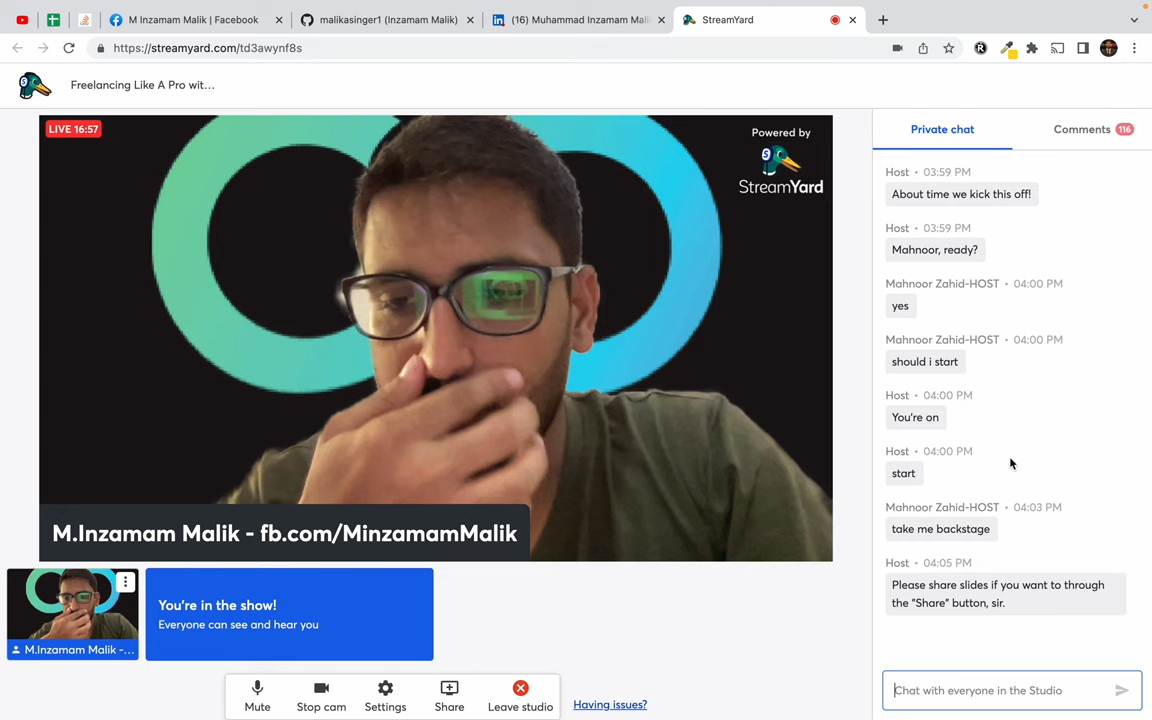 M Inzamam Malik | Facebook
malikasinger1 (Inzamam Malik)
(16) Muhammad Inzamam Mali
StreamYard
https://streamyard.com/td3awynf8s
Freelancing Like A Pro wit...
LIVE 16:57
Powered by
StreamYard
M.Inzamam Malik - fb.com/MinzamamMalik
M.Inzamam Malik -...
You're in the show!
Everyone can see and hear you
Mute
Stop cam
Settings
Share
Leave studio
Having issues?
Private chat
Comments 116
Host • 03:59 PM
About time we kick this off!
Host • 03:59 PM
Mahnoor, ready?
Mahnoor Zahid-HOST • 04:00 PM
yes
Mahnoor Zahid-HOST • 04:00 PM
should i start
Host • 04:00 PM
You're on
Host • 04:00 PM
start
Mahnoor Zahid-HOST • 04:03 PM
take me backstage
Host • 04:05 PM
Please share slides if you want to through
the "Share" button, sir.
Chat with everyone in the Studio